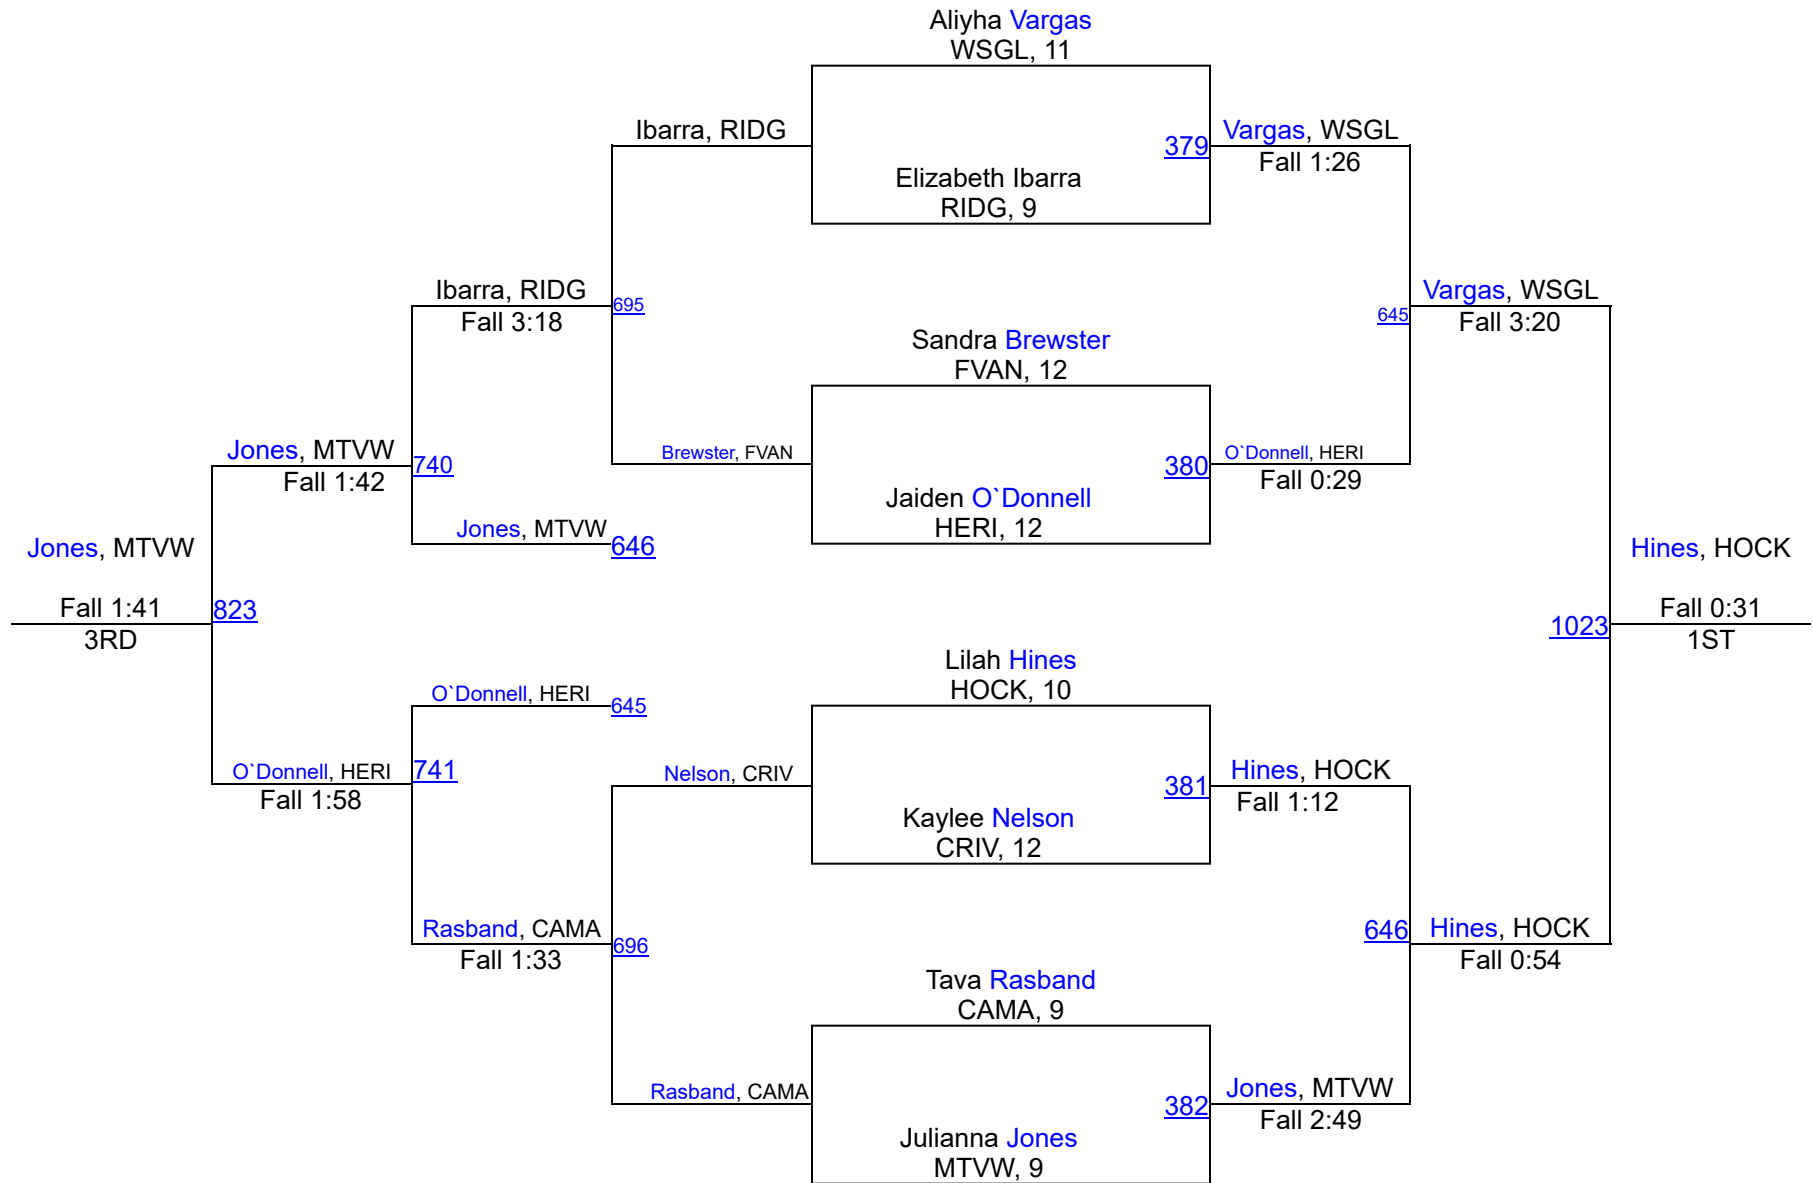 Aliyha Vargas
WSGL, 11
Ibarra, RIDG
379
Vargas, WSGL
Fall 1:26
Elizabeth Ibarra
RIDG, 9
Ibarra, RIDG
Fall 3:18
695
Vargas, WSGL
Fall 3:20
645
Sandra Brewster
FVAN, 12
Jones, MTVW
Fall 1:42
740
Brewster, FVAN
380
O`Donnell, HERI
Fall 0:29
Jaiden O`Donnell
HERI, 12
Jones, MTVW
646
Jones, MTVW
Fall 1:41
3RD
823
Hines, HOCK
Fall 0:31
1ST
1023
Lilah Hines
HOCK, 10
O`Donnell, HERI
645
O`Donnell, HERI
Fall 1:58
741
Nelson, CRIV
381
Hines, HOCK
Fall 1:12
Kaylee Nelson
CRIV, 12
Rasband, CAMA
Fall 1:33
696
646
Hines, HOCK
Fall 0:54
Tava Rasband
CAMA, 9
Rasband, CAMA
382
Jones, MTVW
Fall 2:49
Julianna Jones
MTVW, 9